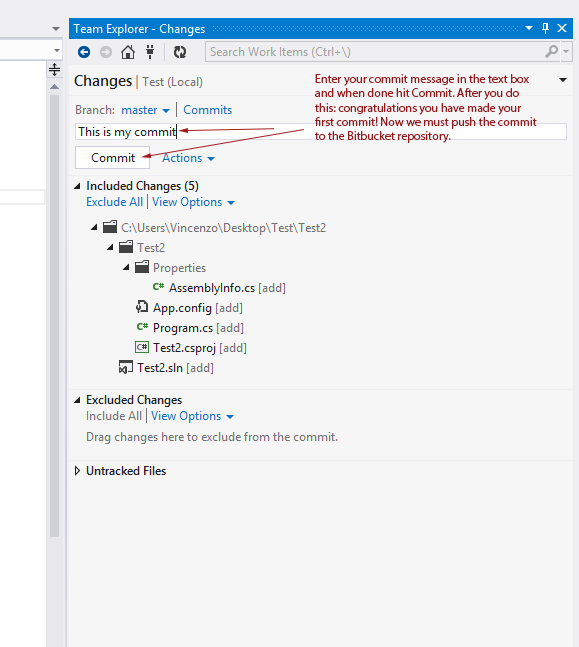 Team Explorer - Changes
Search Work Items (Ctrl+\)
Changes | Test (Local)
Enter your commit message in the text box
and when done hit Commit. After you do
this: congratulations you have made your
first commit! Now we must push the commit
to the Bitbucket repository.
Branch: master | Commits
This is my commit
Commit Actions
Included Changes (5)
Exclude All | View Options
C:\Users\Vincenzo\Desktop\Test\Test2
Test2
Properties
C# AssemblyInfo.cs [add]
App.config [add]
C# Program.cs [add]
C# Test2.csproj [add]
Test2.sln [add]
Excluded Changes
Include All | View Options
Drag changes here to exclude from the commit.
Untracked Files